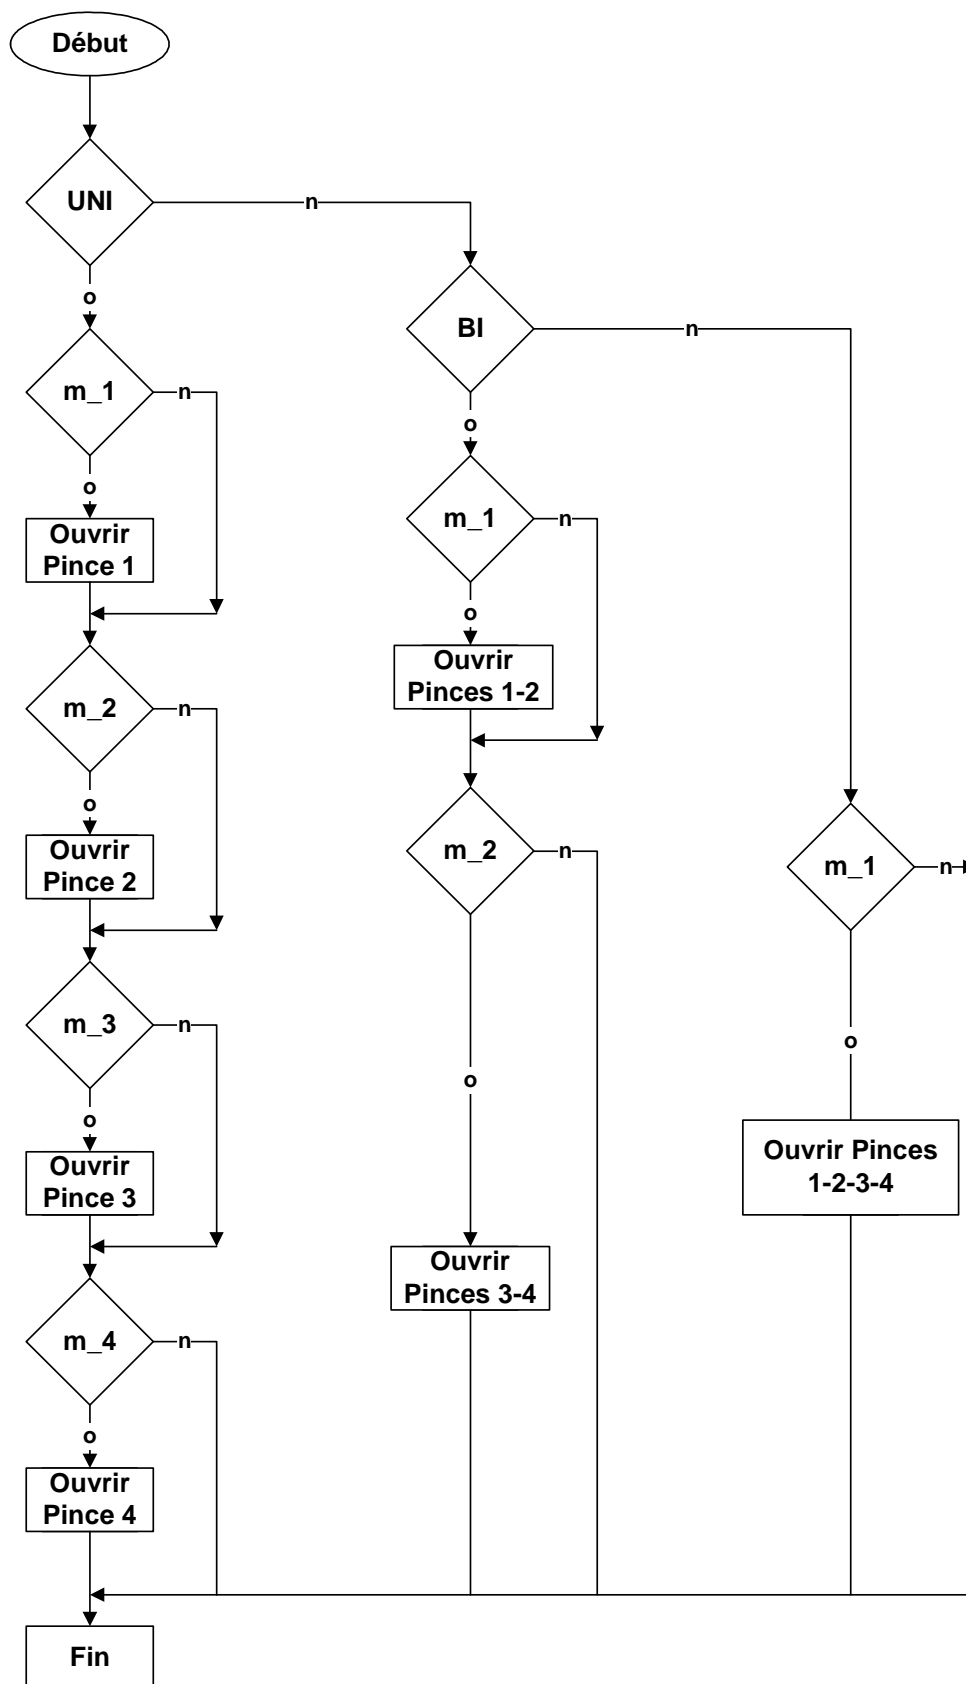 Début
UNI
n
o
BI
n
m_1
n
o
o
m_1
n
o
Ouvrir
Pince 1
Ouvrir
Pinces 1-2
m_2
n
o
m_2
n
Ouvrir
Pince 2
m_1
n
m_3
n
o
o
o
Ouvrir
Pince 3
Ouvrir Pinces
1-2-3-4
Ouvrir
Pinces 3-4
m_4
n
o
Ouvrir
Pince 4
Fin